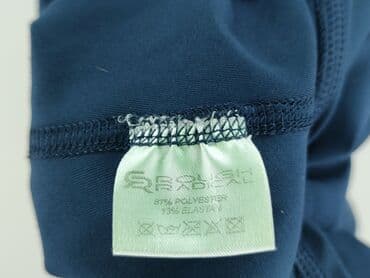 ROUGH
RADICAL
87% POLYESTER
13% ELASTAN